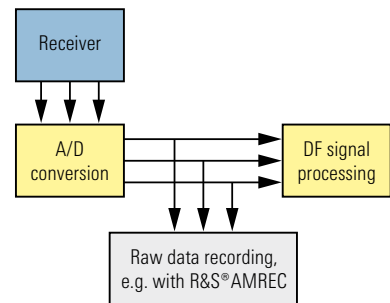 Receiver
A/D
conversion
DF signal
processing
Raw data recording,
e.g. with R&S®AMREC